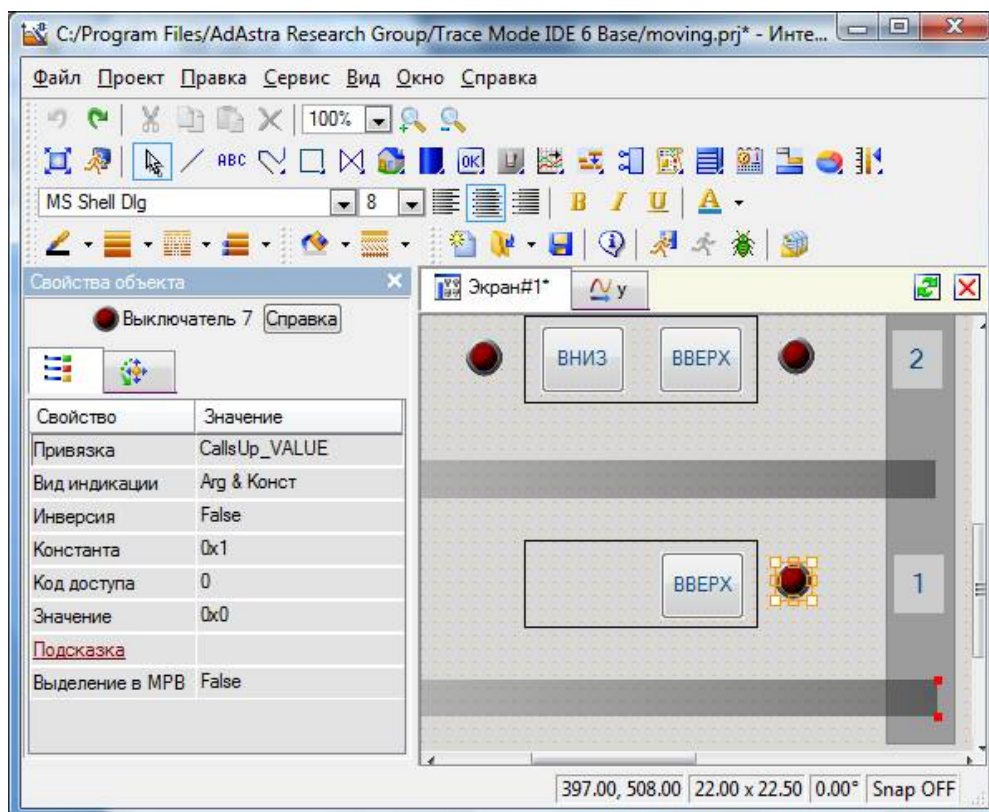 C:/Program Files/AdAstra Research Group/Trace Mode IDE 6 Base/moving.prj* - Инте...
Файл Проект Правка Сервис Вид Окно Справка
100%
ABC OK
MS Shell Dlg 8 B I U A
Свойства объекта
Экран#1* y
Выключатель 7 Справка
Свойство Значение
Привязка CallsUp_VALUE
Вид индикации Arg & Конст
Инверсия False
Константа 0x1
Код доступа 0
Значение 0x0
Подсказка
Выделение в МРВ False
ВНИЗ ВВЕРХ 2
ВВЕРХ 1
397.00, 508.00 22.00 x 22.50 0.00° Snap OFF